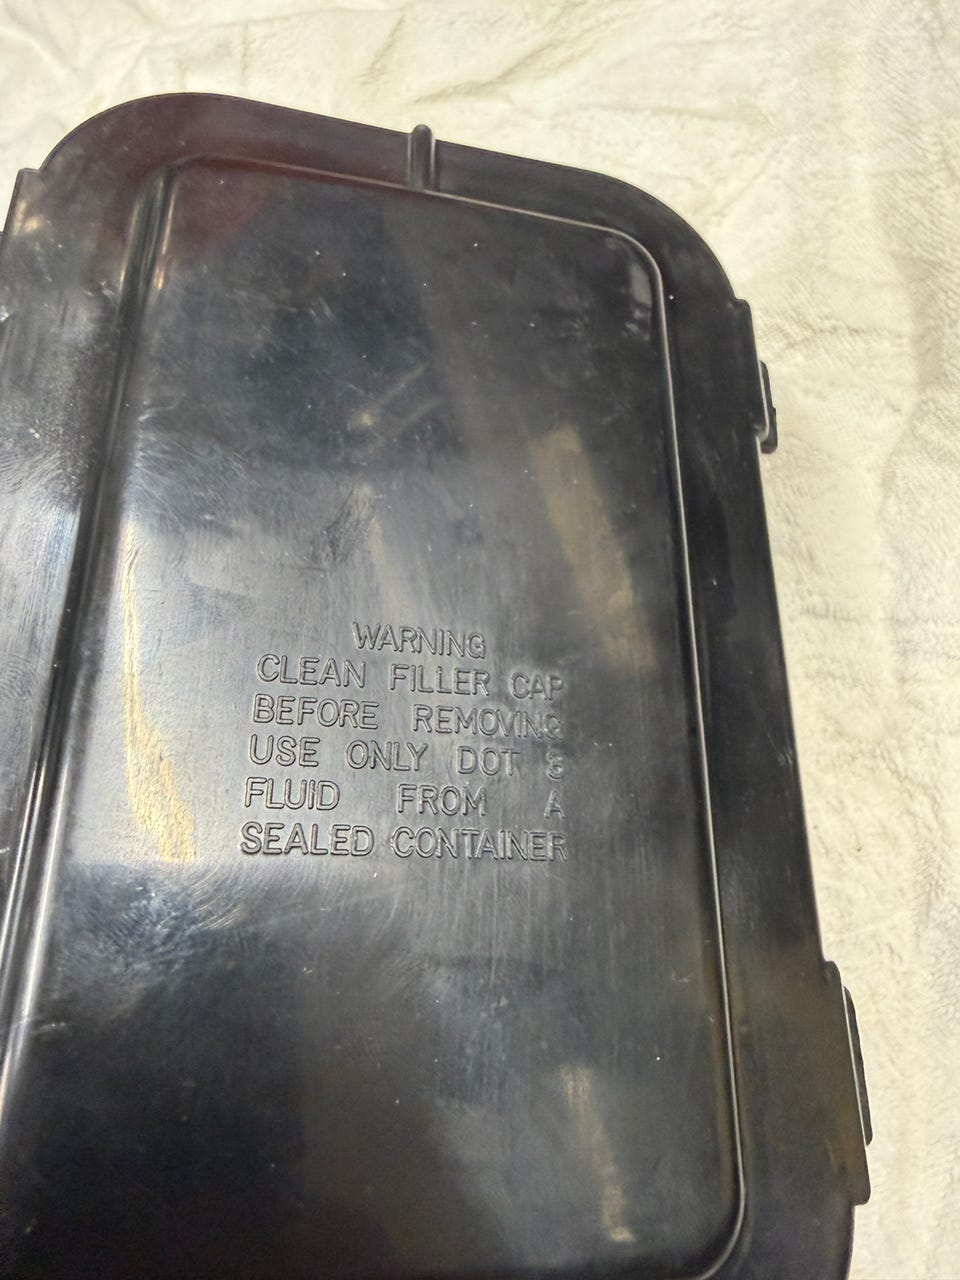 WARNING
CLEAN FILLER CAP
BEFORE REMOVING
USE ONLY DOT 3
FLUID FROM A
SEALED CONTAINER